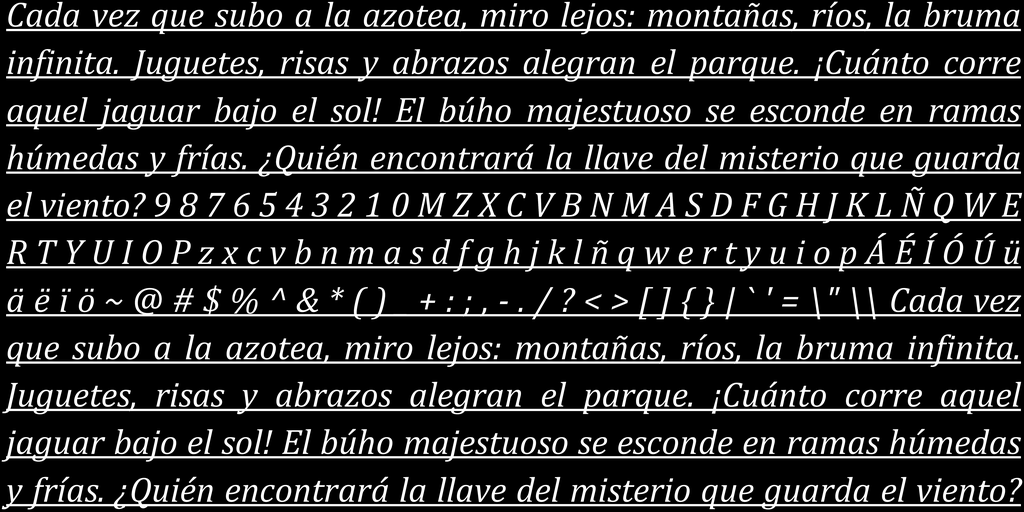 Cada vez que subo a la azotea, miro lejos: montañas, ríos, la bruma
infinita. Juguetes, risas y abrazos alegran el parque. ¡Cuánto corre
aquel jaguar bajo el sol! El búho majestuoso se esconde en ramas
húmedas y frías. ¿Quién encontrará la llave del misterio que guarda
el viento? 9 8 7 6 5 4 3 2 1 0 M Z X C V B N M A S D F G H J K L Ñ Q W E
R T Y U I O P z x c v b n m a s d f g h j k l ñ q w e r t y u i o p Á É Í Ó Ú ü
ä ë ï ö ~ @ # $ % ^ & * ( ) _ + : ; , - . / ? < > [ ] { } | ` ' = \ " \ \ Cada vez
que subo a la azotea, miro lejos: montañas, ríos, la bruma infinita.
Juguetes, risas y abrazos alegran el parque. ¡Cuánto corre aquel
jaguar bajo el sol! El búho majestuoso se esconde en ramas húmedas
y frías. ¿Quién encontrará la llave del misterio que guarda el viento?